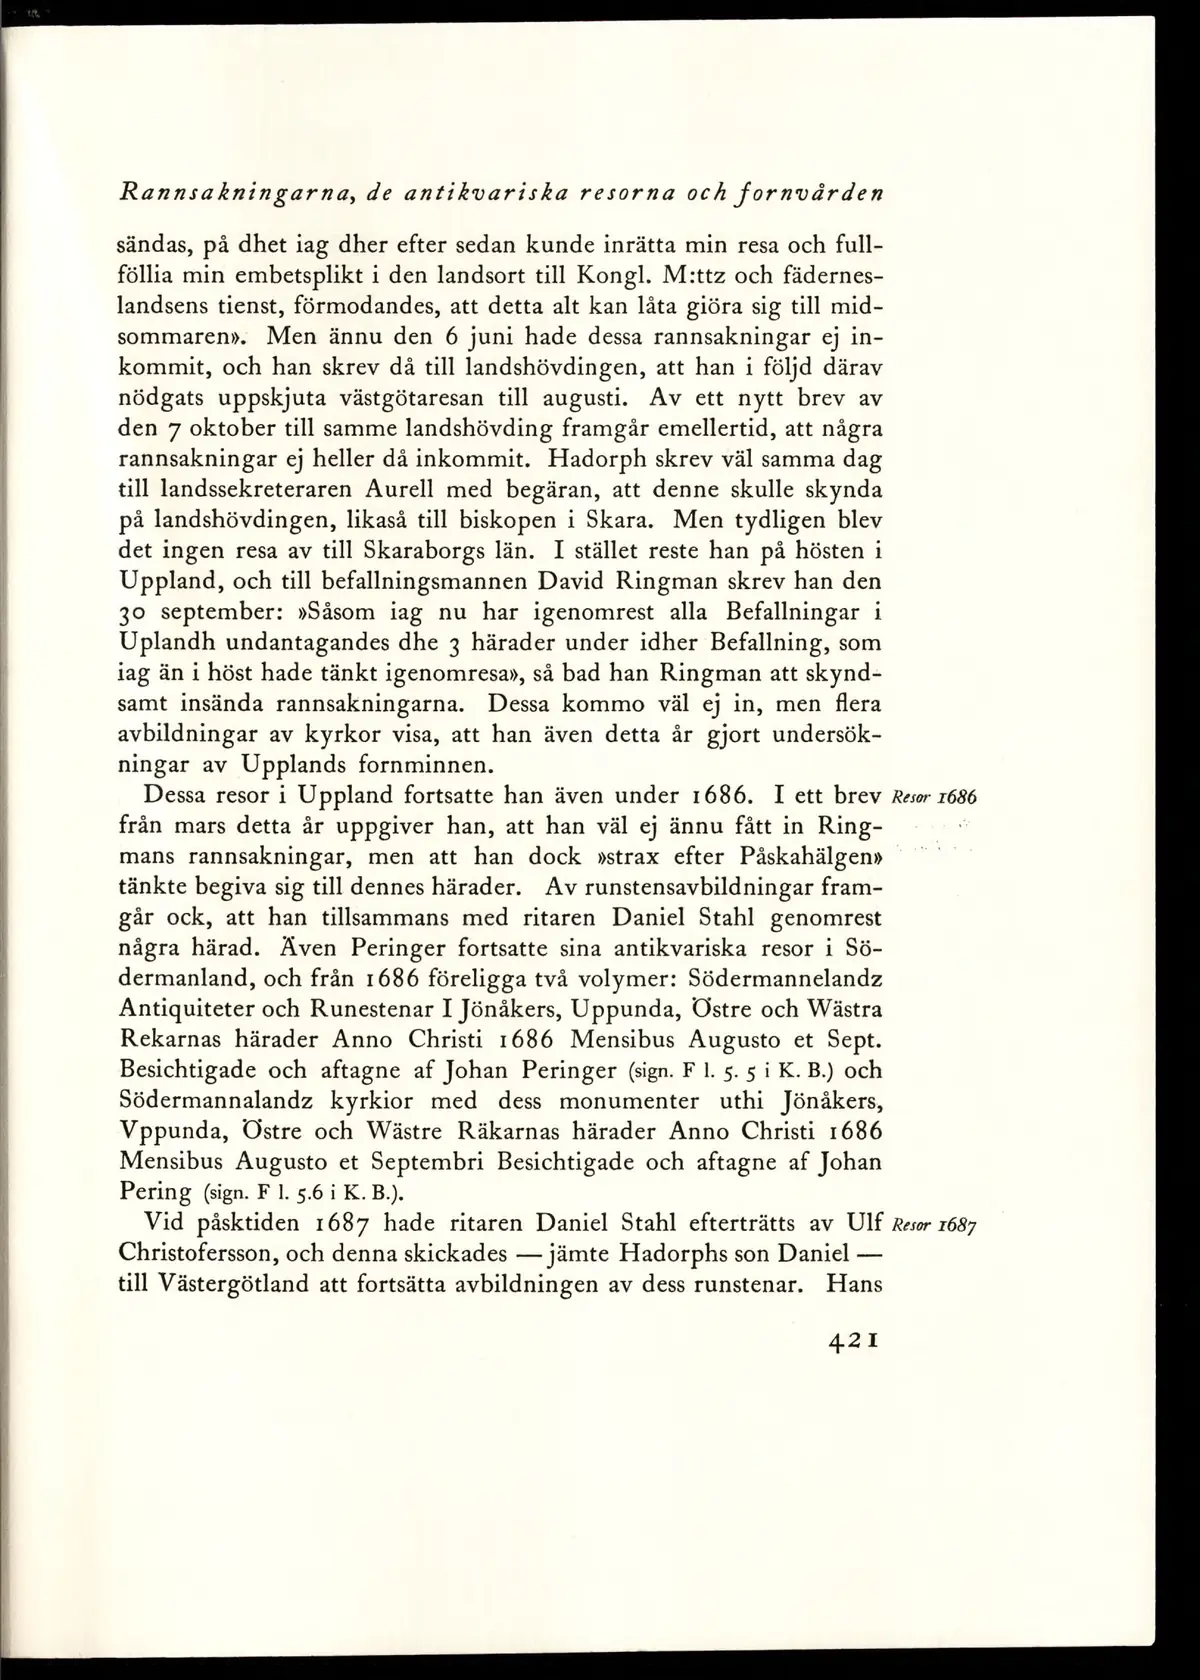 Rannsakningarna, de antikvariska resorna och fornvården
sändas, på dhet iag dher efter sedan kunde inrätta min resa och full-
föllia min embetsplikt i den landsort till Kongl. M:ttz och fädernes-
landsens tienst, förmodandes, att detta alt kan låta giöra sig till mid-
sommaren». Men ännu den 6 juni hade dessa rannsakningar ej in-
kommit, och han skrev då till landshövdingen, att han i följd därav
nödgats uppskjuta västgötaresan till augusti. Av ett nytt brev av
den 7 oktober till samme landshövding framgår emellertid, att några
rannsakningar ej heller då inkommit. Hadorph skrev väl samma dag
till landssekreteraren Aurell med begäran, att denne skulle skynda
på landshövdingen, likaså till biskopen i Skara. Men tydligen blev
det ingen resa av till Skaraborgs län. I stället reste han på hösten i
Uppland, och till befallningsmannen David Ringman skrev han den
30 september: »Såsom iag nu har igenomrest alla Befallningar i
Uplandh undantagandes dhe 3 härader under idher Befallning, som
iag än i höst hade tänkt igenomresa», så bad han Ringman att skynd-
samt insända rannsakningarna. Dessa kommo väl ej in, men flera
avbildningar av kyrkor visa, att han även detta år gjort undersök-
ningar av Upplands fornminnen.
Dessa resor i Uppland fortsatte han även under 1686. I ett brev Resor 1686
från mars detta år uppgiver han, att han väl ej ännu fått in Ring-
mans rannsakningar, men att han dock »strax efter Påskahälgen»
tänkte begiva sig till dennes härader. Av runstensavbildningar fram-
går ock, att han tillsammans med ritaren Daniel Stahl genomrest
några härad. Även Peringer fortsatte sina antikvariska resor i Sö-
dermanland, och från 1686 föreligga två volymer: Södermannelandz
Antiquiteter och Runestenar I Jönåkers, Uppunda, Östre och Wästra
Rekarnas härader Anno Christi 1686 Mensibus Augusto et Sept.
Besichtigade och aftagne af Johan Peringer (sign. F l. 5. 5 i K. B.) och
Södermannalandz kyrkior med dess monumenter uthi Jönåkers,
Vppunda, Östre och Wästre Räkarnas härader Anno Christi 1686
Mensibus Augusto et Septembri Besichtigade och aftagne af Johan
Pering (sign. F l. 5.6 i K. B.).
Vid påsktiden 1687 hade ritaren Daniel Stahl efterträtts av Ulf Resor 1687
Christofersson, och denna skickades — jämte Hadorphs son Daniel —
till Västergötland att fortsätta avbildningen av dess runstenar. Hans
421